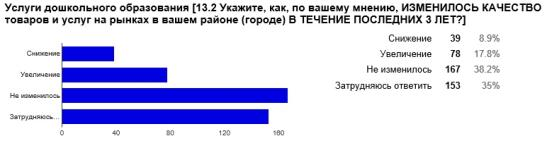 Услуги дошкольного образования [13.2 Укажите, как, по вашему мнению, ИЗМЕНИЛОСЬ КАЧЕСТВО
товаров и услуг на рынках в вашем районе (городе) В ТЕЧЕНИЕ ПОСЛЕДНИХ 3 ЛЕТ?]
Снижение
Увеличение
Не изменилось
Затрудняюсь...
0 40 80 120 160
Снижение 39 8.9%
Увеличение 78 17.8%
Не изменилось 167 38.2%
Затрудняюсь ответить 153 35%